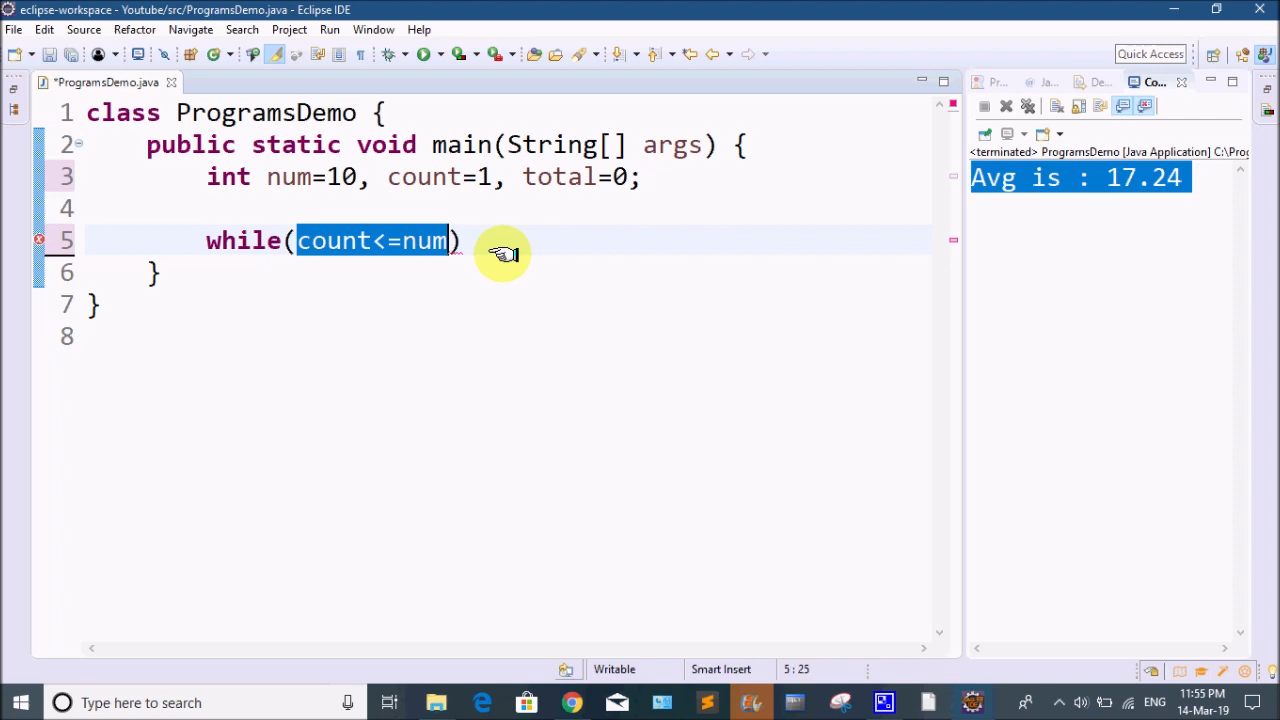 eclipse-workspace - Youtube/src/ProgramsDemo.java - Eclipse IDE
File Edit Source Refactor Navigate Search Project Run Window Help
Quick Access
*ProgramsDemo.java
Pr... Ja... De... Co...
1 class ProgramsDemo {
2 public static void main(String[] args) {
3 int num=10, count=1, total=0;
4
5 while(count<=num)
6 }
7 }
8
<terminated> ProgramsDemo [Java Application] C:\Prog
Avg is : 17.24
Writable Smart Insert 5 : 25
Type here to search
ENG
11:55 PM
14-Mar-19